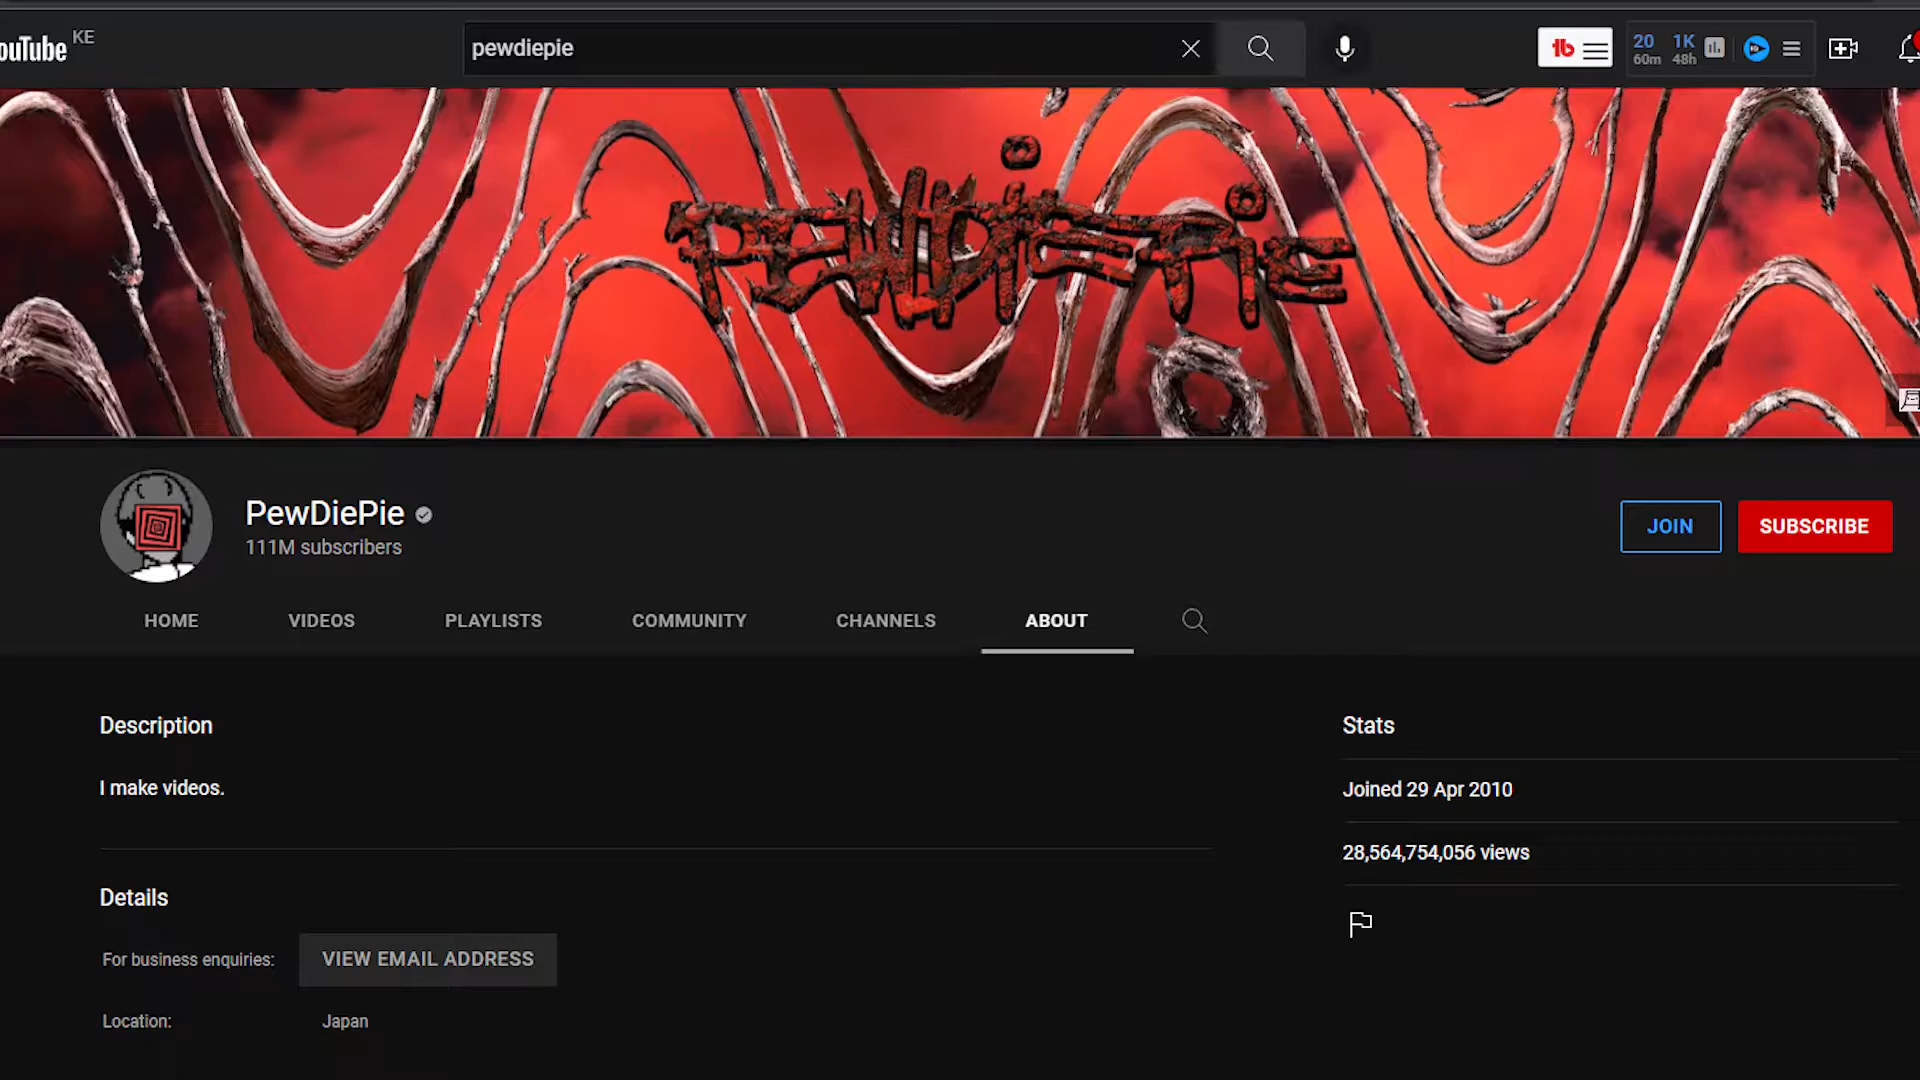 ouTube KE
pewdiepie
20 1K
60m 48h
PEWDIEPIE
PewDiePie
111M subscribers
JOIN
SUBSCRIBE
HOME
VIDEOS
PLAYLISTS
COMMUNITY
CHANNELS
ABOUT
Description
Stats
I make videos.
Joined 29 Apr 2010
28,564,754,056 views
Details
For business enquiries:
VIEW EMAIL ADDRESS
Location:
Japan